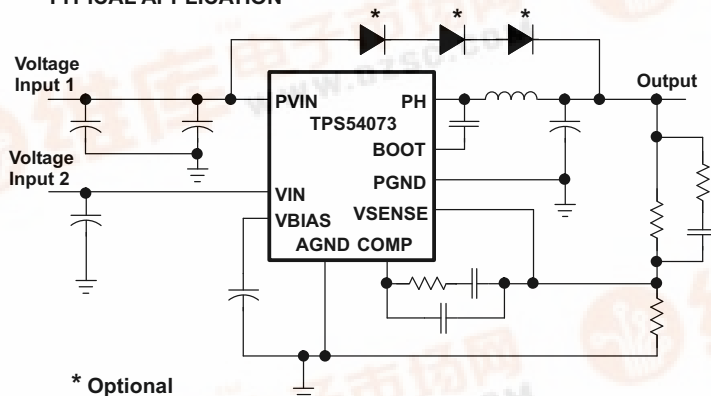 TYPICAL APPLICATION
* * *
Voltage
Input 1
Output
PVIN PH
TPS54073
BOOT
Voltage
Input 2
PGND
VIN
VSENSE
VBIAS
AGND COMP
* Optional